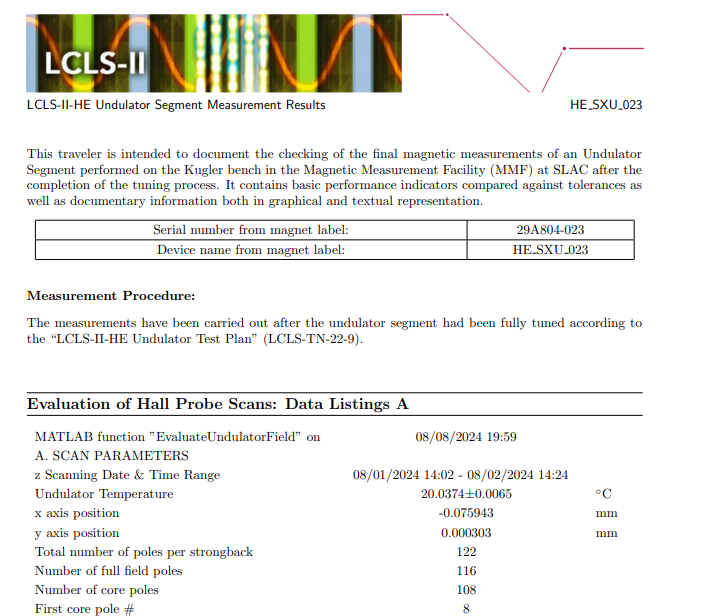 LCLS-II
LCLS-II-HE Undulator Segment Measurement Results HE_SXU_023
This traveler is intended to document the checking of the final magnetic measurements of an Undulator
Segment performed on the Kugler bench in the Magnetic Measurement Facility (MMF) at SLAC after the
completion of the tuning process. It contains basic performance indicators compared against tolerances as
well as documentary information both in graphical and textual representation.
Serial number from magnet label: 29A804-023
Device name from magnet label: HE_SXU_023
Measurement Procedure:
The measurements have been carried out after the undulator segment had been fully tuned according to
the “LCLS-II-HE Undulator Test Plan” (LCLS-TN-22-9).
Evaluation of Hall Probe Scans: Data Listings A
MATLAB function ”EvaluateUndulatorField” on 08/08/2024 19:59
A. SCAN PARAMETERS
z Scanning Date & Time Range 08/01/2024 14:02 - 08/02/2024 14:24
Undulator Temperature 20.0374±0.0065 °C
x axis position -0.075943 mm
y axis position 0.000303 mm
Total number of poles per strongback 122
Number of full field poles 116
Number of core poles 108
First core pole # 8